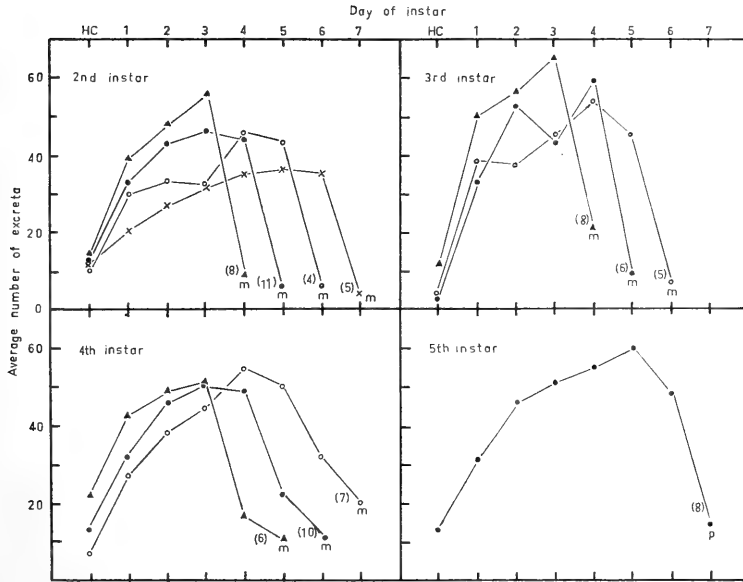 Day of instar
HC 1 2 3 4 5 6 7 HC 1 2 3 4 5 6 7
Average number of excreta
60
40
20
0
2nd instar
(8)
m
(11)
m
(4)
m
(5)
m
3rd instar
(8)
m
(6)
m
(5)
m
60
40
20
4th instar
(6)
m
(10)
m
(7)
m
5th instar
(8)
p